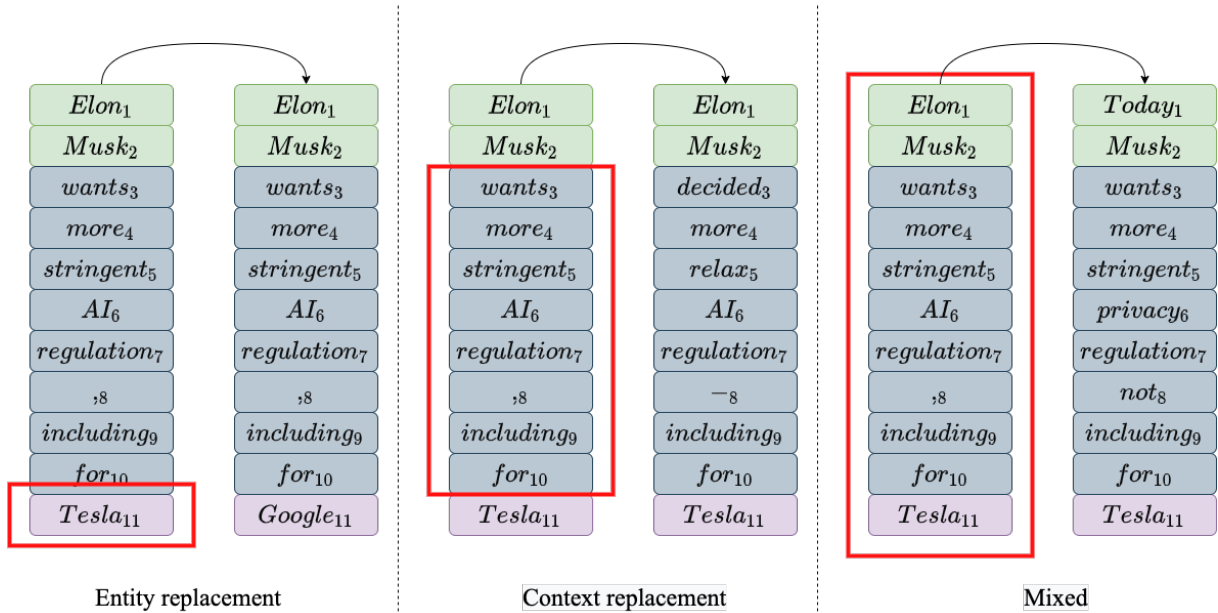 Elon₁ Elon₁ Elon₁ Elon₁ Elon₁ Today₁
Musk₂ Musk₂ Musk₂ Musk₂ Musk₂ Musk₂
wants₃ wants₃ wants₃ decided₃ wants₃ wants₃
more₄ more₄ more₄ more₄ more₄ more₄
stringent₅ stringent₅ stringent₅ relax₅ stringent₅ stringent₅
AI₆ AI₆ AI₆ AI₆ AI₆ privacy₆
regulation₇ regulation₇ regulation₇ regulation₇ regulation₇ regulation₇
,₈ ,₈ ,₈ −₈ ,₈ not₈
including₉ including₉ including₉ including₉ including₉ including₉
for₁₀ for₁₀ for₁₀ for₁₀ for₁₀ for₁₀
Tesla₁₁ Google₁₁ Tesla₁₁ Tesla₁₁ Tesla₁₁ Tesla₁₁
Entity replacement Context replacement Mixed